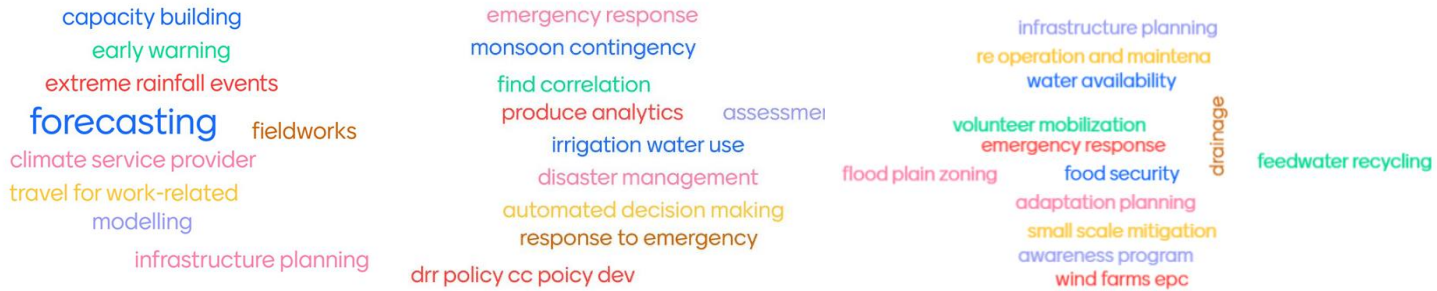 capacity building
early warning
extreme rainfall events
forecasting
fieldworks
climate service provider
travel for work-related
modelling
infrastructure planning
emergency response
monsoon contingency
find correlation
produce analytics
assessmer
irrigation water use
disaster management
automated decision making
response to emergency
drr policy cc poicy dev
infrastructure planning
re operation and maintena
water availability
drainage
volunteer mobilization
emergency response
feedwater recycling
flood plain zoning
food security
adaptation planning
small scale mitigation
awareness program
wind farms epc